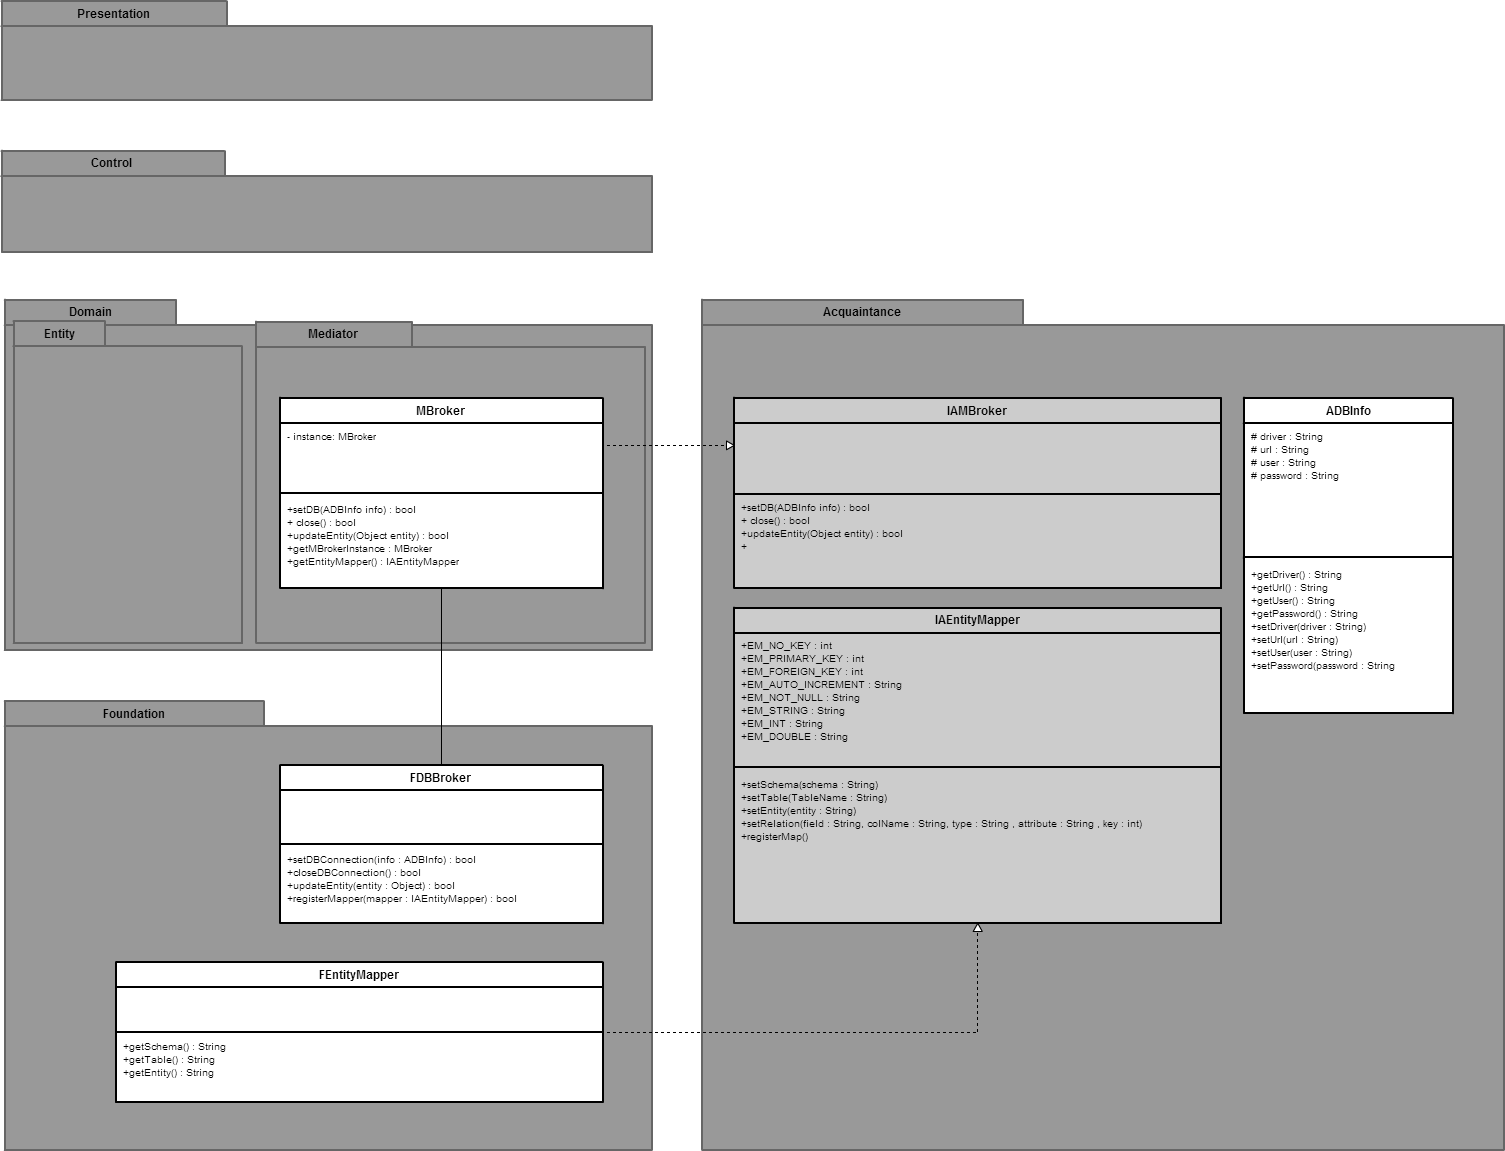 Presentation
Control
Domain
Entity
Mediator
MBroker
- instance: MBroker
+setDB(ADBInfo info) : bool
+ close() : bool
+updateEntity(Object entity) : bool
+getMBrokerInstance : MBroker
+getEntityMapper() : IAEntityMapper
Foundation
FDBBroker
+setDBConnection(info : ADBInfo) : bool
+closeDBConnection() : bool
+updateEntity(entity : Object) : bool
+registerMapper(mapper : IAEntityMapper) : bool
FEntityMapper
+getSchema() : String
+getTable() : String
+getEntity() : String
Acquaintance
IAMBroker
+setDB(ADBInfo info) : bool
+ close() : bool
+updateEntity(Object entity) : bool
+
IAEntityMapper
+EM_NO_KEY : int
+EM_PRIMARY_KEY : int
+EM_FOREIGN_KEY : int
+EM_AUTO_INCREMENT : String
+EM_NOT_NULL : String
+EM_STRING : String
+EM_INT : String
+EM_DOUBLE : String
+setSchema(schema : String)
+setTable(TableName : String)
+setEntity(entity : String)
+setRelation(field : String, colName : String, type : String , attribute : String , key : int)
+registerMap()
ADBInfo
# driver : String
# url : String
# user : String
# password : String
+getDriver() : String
+getUrl() : String
+getUser() : String
+getPassword() : String
+setDriver(driver : String)
+setUrl(url : String)
+setUser(user : String)
+setPassword(password : String